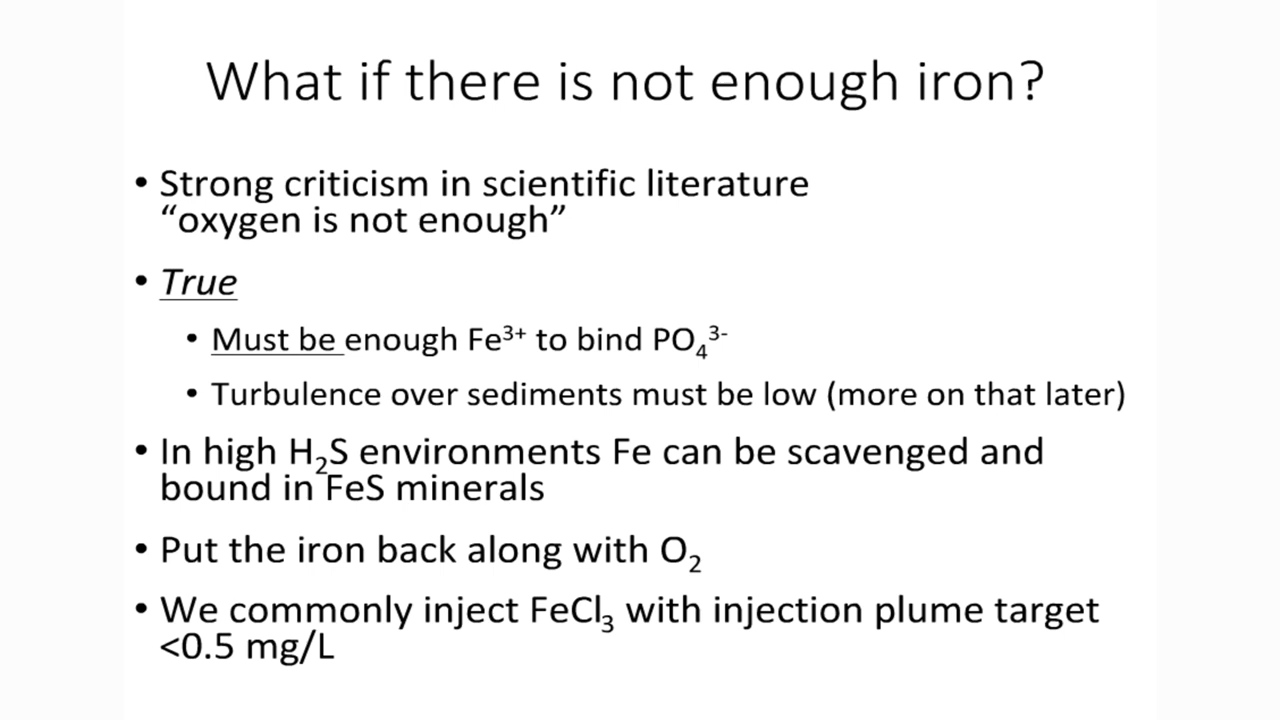 What if there is not enough iron?
• Strong criticism in scientific literature
“oxygen is not enough”
• True
• Must be enough Fe³⁺ to bind PO₄³⁻
• Turbulence over sediments must be low (more on that later)
• In high H₂S environments Fe can be scavenged and
bound in FeS minerals
• Put the iron back along with O₂
• We commonly inject FeCl₃ with injection plume target
<0.5 mg/L